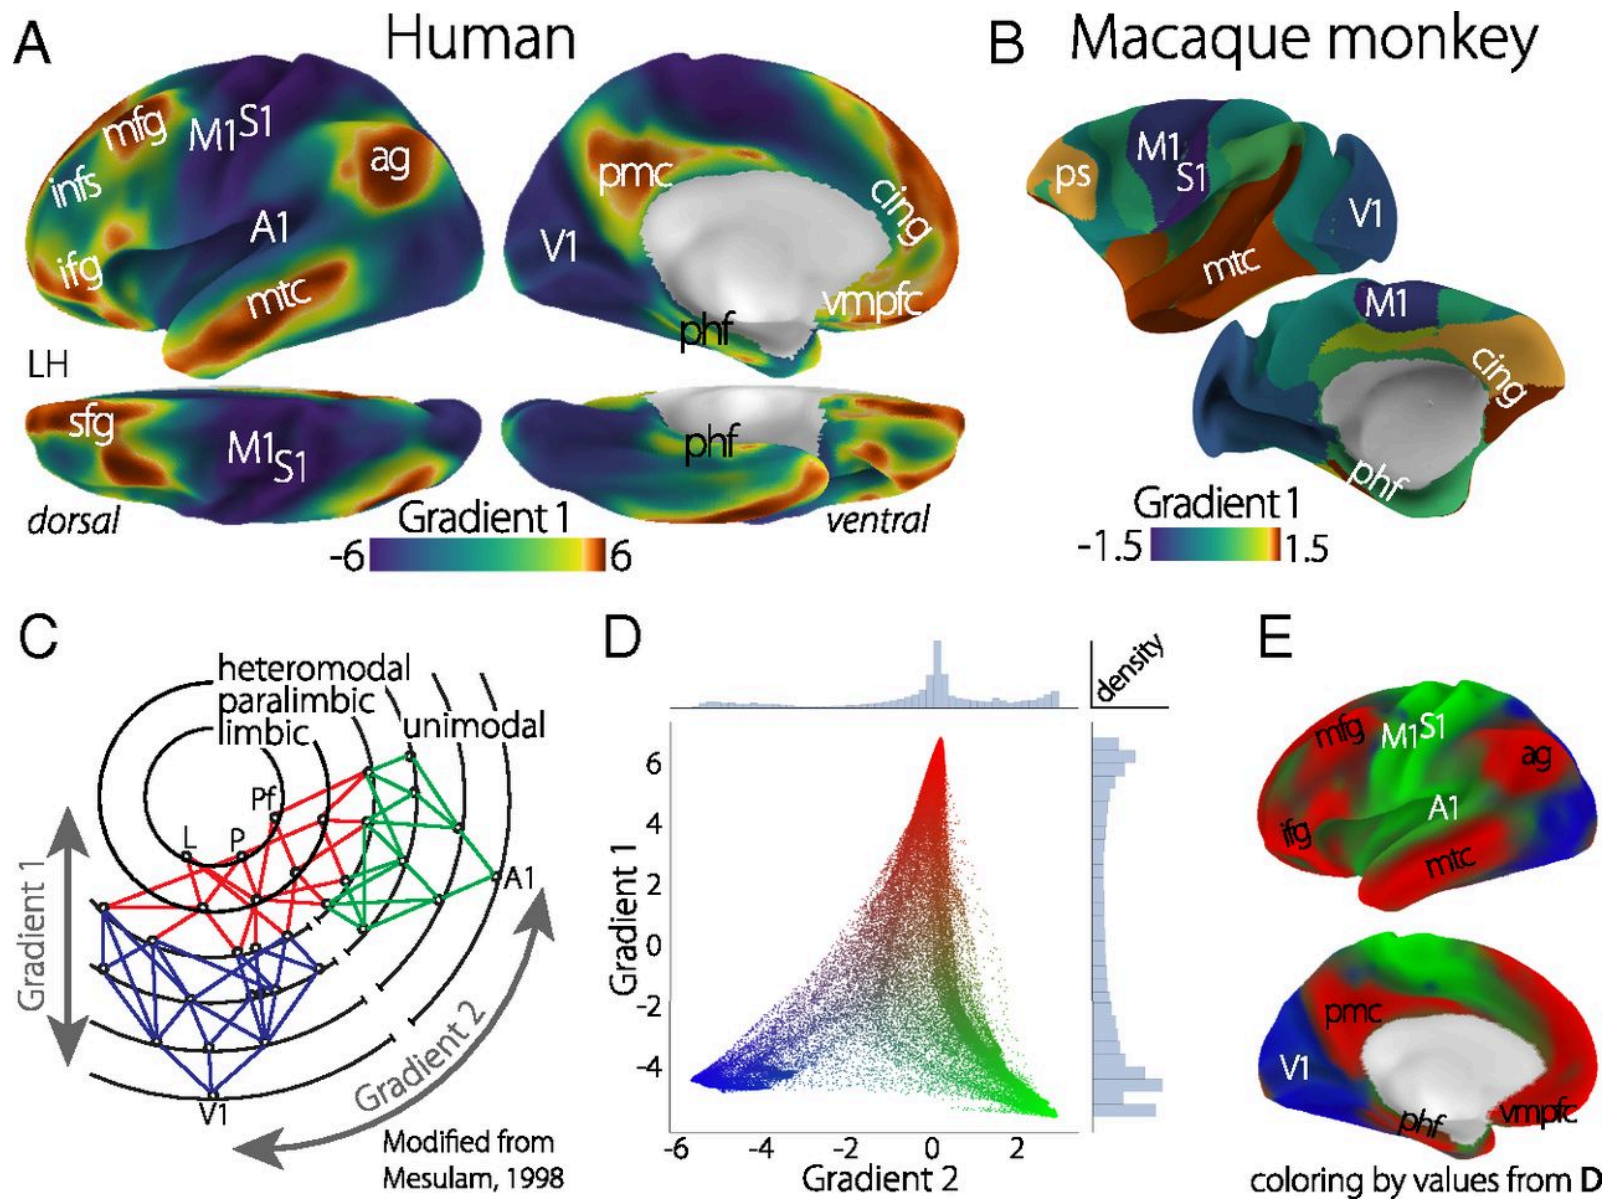 A
Human
mfg
M1 S1
ag
infs
A1
ifg
mtc
pmc
cing
V1
vmpfc
phf
LH
sfg
M1 S1
phf
dorsal
Gradient 1
ventral
-6
6
B
Macaque monkey
ps
M1
S1
V1
mtc
M1
cing
phf
Gradient 1
-1.5
1.5
C
heteromodal
paralimbic
limbic
unimodal
Pf
L
P
A1
V1
Gradient 1
Gradient 2
Modified from
Mesulam, 1998
D
density
6
4
2
0
-2
-4
Gradient 1
-6
-4
-2
0
2
Gradient 2
E
mfg
M1 S1
ag
A1
ifg
mtc
pmc
V1
phf
vmpfc
coloring by values from D